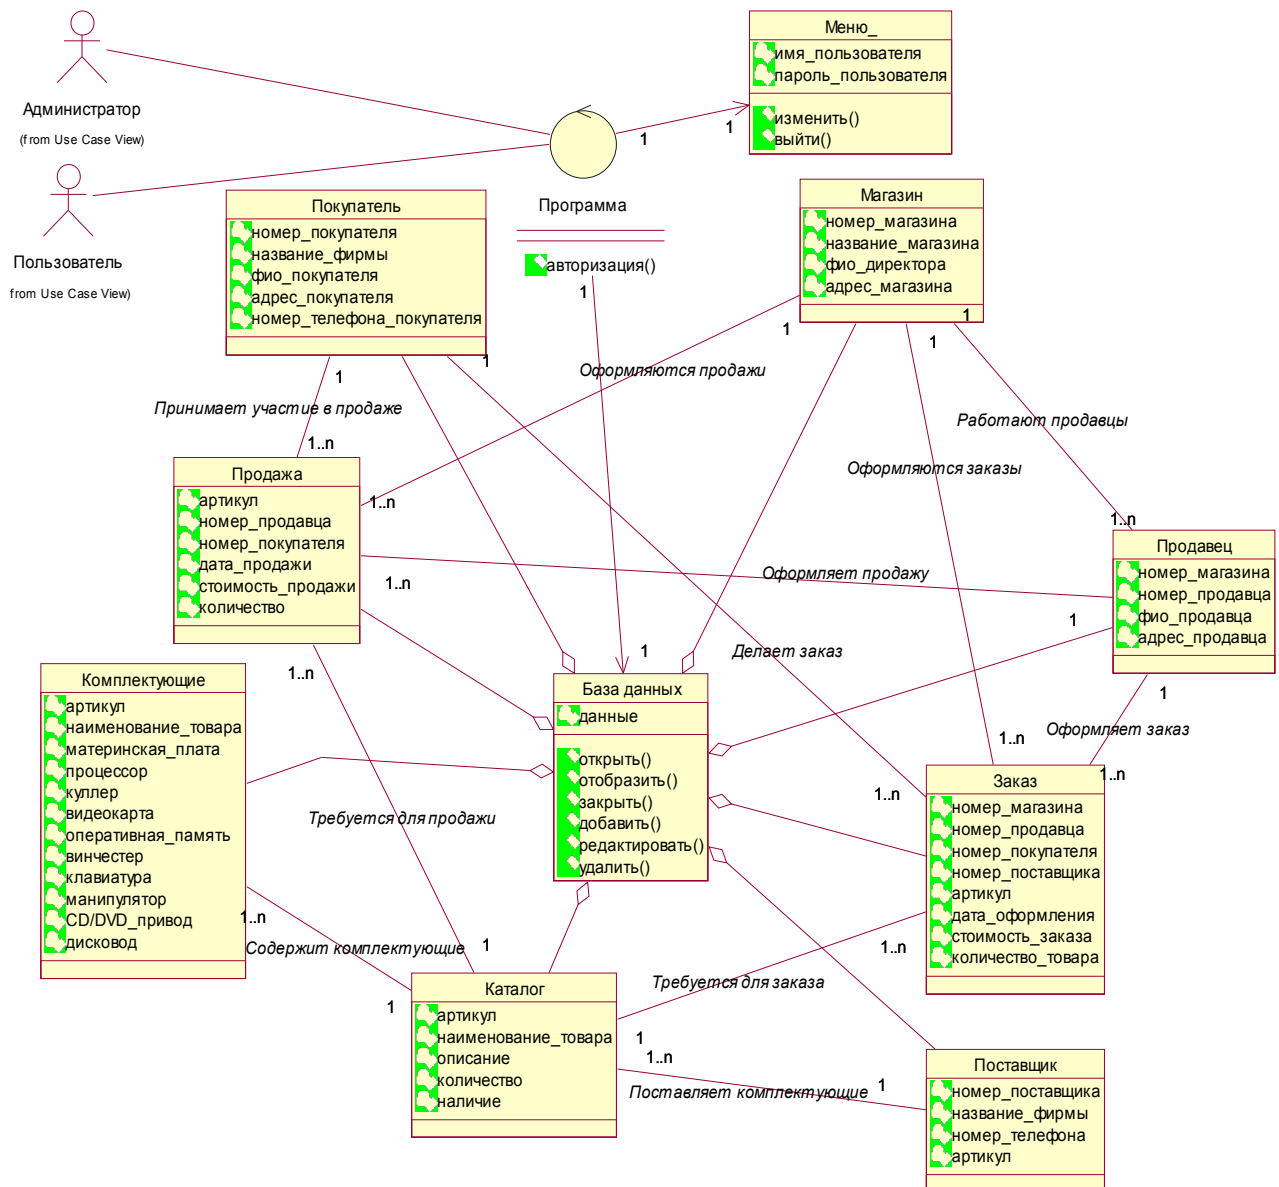 Администратор
(from Use Case View)
Пользователь
from Use Case View)
Программа
авторизация()
1
1
1
1
Меню_
имя_пользователя
пароль_пользователя
изменить()
выйти()
Покупатель
номер_покупателя
название_фирмы
фио_покупателя
адрес_покупателя
номер_телефона_покупателя
Магазин
номер_магазина
название_магазина
фио_директора
адрес_магазина
1
1
1
1
1
Принимает участие в продаже
1..n
Оформляются продажи
1..n
Работают продавцы
1..n
Оформляются заказы
1..n
Продажа
артикул
номер_продавца
номер_покупателя
дата_продажи
стоимость_продажи
количество
1..n
Оформляет продажу
1
Продавец
номер_магазина
номер_продавца
фио_продавца
адрес_продавца
1
Оформляет заказ
1..n
Делает заказ
1..n
1..n
Комплектующие
артикул
наименование_товара
материнская_плата
процессор
куллер
видеокарта
оперативная_память
винчестер
клавиатура
манипулятор
CD/DVD_привод
дисковод
База данных
данные
открыть()
отобразить()
закрыть()
добавить()
редактировать()
удалить()
Требуется для продажи
1
1..n
Содержит комплектующие
1
Заказ
номер_магазина
номер_продавца
номер_покупателя
номер_поставщика
артикул
дата_оформления
стоимость_заказа
количество_товара
1..n
Требуется для заказа
1
Каталог
артикул
наименование_товара
описание
количество
наличие
1..n
Поставляет комплектующие
1
Поставщик
номер_поставщика
название_фирмы
номер_телефона
артикул